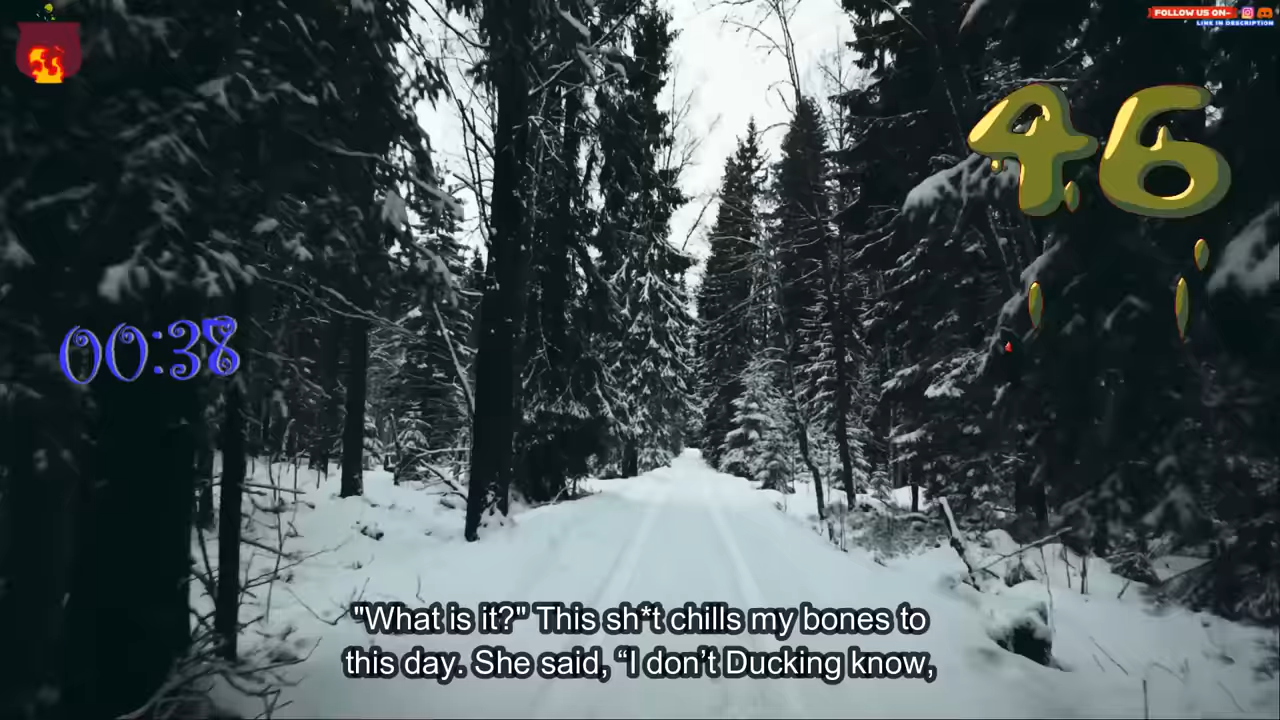 FOLLOW US ON-
LINK IN DESCRIPTION
46
00:38
"What is it?" This sh*t chills my bones to
this day. She said, “I don’t Ducking know,